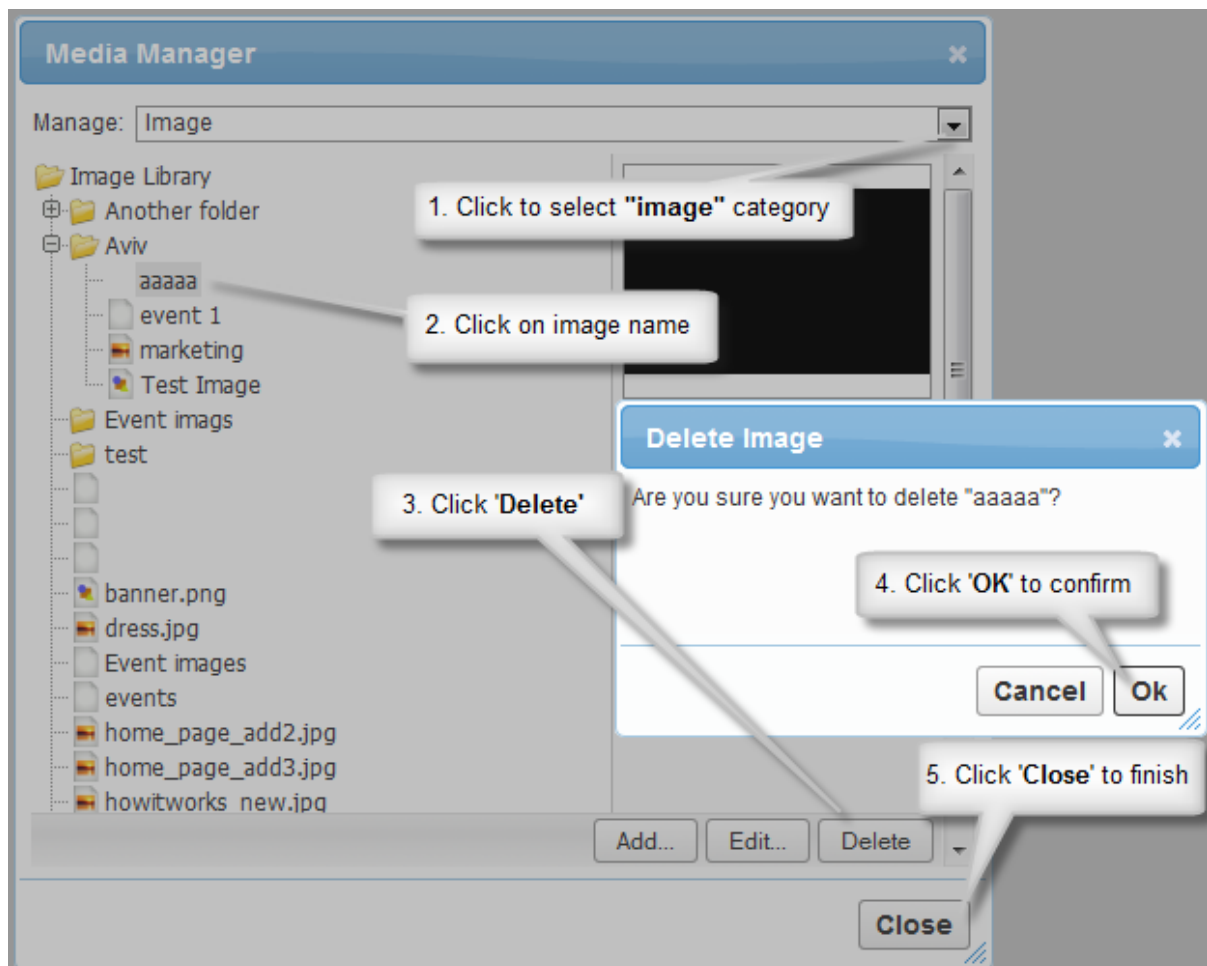 Media Manager
Manage: Image
Image Library
Another folder
1. Click to select "image" category
Aviv
aaaaa
event 1
2. Click on image name
marketing
Test Image
Event imags
test
Delete Image
Are you sure you want to delete "aaaaa"?
3. Click 'Delete'
4. Click 'OK' to confirm
banner.png
dress.jpg
Event images
events
Cancel Ok
home_page_add2.jpg
home_page_add3.jpg
5. Click 'Close' to finish
howitworks_new.jpg
Add... Edit... Delete
Close